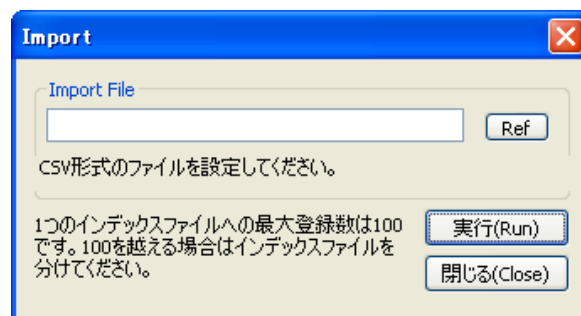 Import
Import File
Ref
CSV形式のファイルを設定してください。
1つのインデックスファイルへの最大登録数は100
です。100を越える場合はインデックスファイルを
分けてください。
実行(Run)
閉じる(Close)